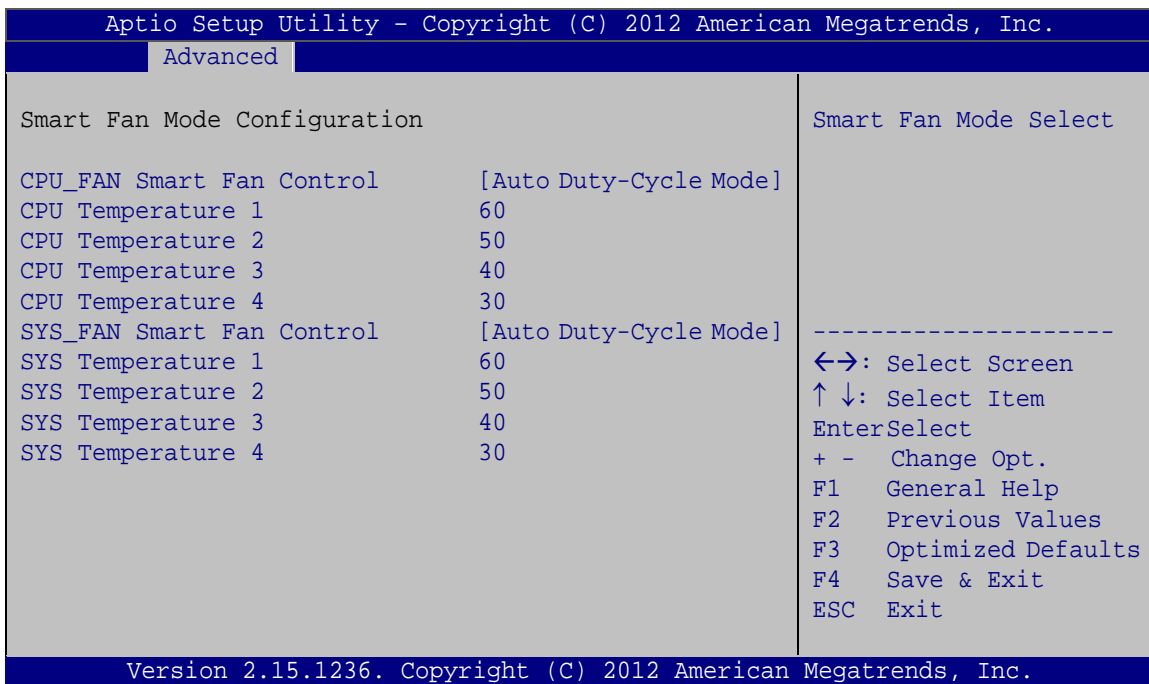 Aptio Setup Utility – Copyright (C) 2012 American Megatrends, Inc.
Advanced
Smart Fan Mode Configuration
CPU_FAN Smart Fan Control [Auto Duty-Cycle Mode]
CPU Temperature 1 60
CPU Temperature 2 50
CPU Temperature 3 40
CPU Temperature 4 30
SYS_FAN Smart Fan Control [Auto Duty-Cycle Mode]
SYS Temperature 1 60
SYS Temperature 2 50
SYS Temperature 3 40
SYS Temperature 4 30
Smart Fan Mode Select
---------------------
←→: Select Screen
↑ ↓: Select Item
EnterSelect
+ - Change Opt.
F1 General Help
F2 Previous Values
F3 Optimized Defaults
F4 Save & Exit
ESC Exit
Version 2.15.1236. Copyright (C) 2012 American Megatrends, Inc.